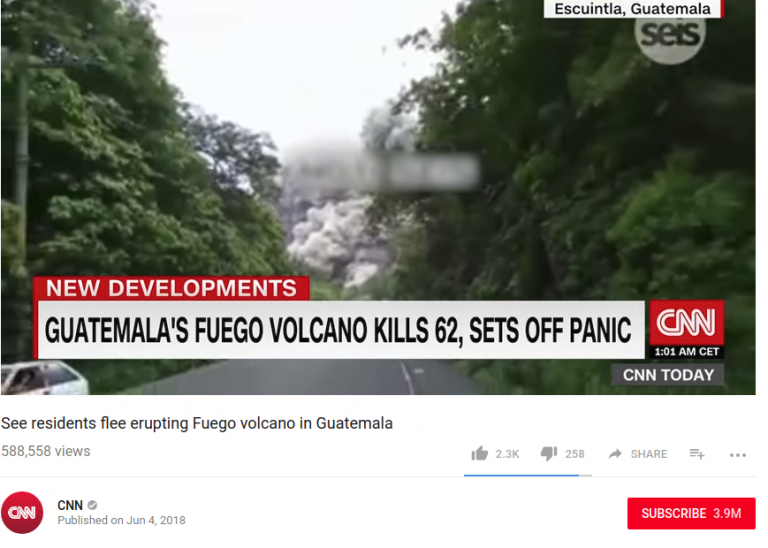 Escuintla, Guatemala
seis
NEW DEVELOPMENTS
GUATEMALA'S FUEGO VOLCANO KILLS 62, SETS OFF PANIC
CNN
1:01 AM CET
CNN TODAY
See residents flee erupting Fuego volcano in Guatemala
588,558 views
2.3K
258
SHARE
CNN
CNN
Published on Jun 4, 2018
SUBSCRIBE 3.9M